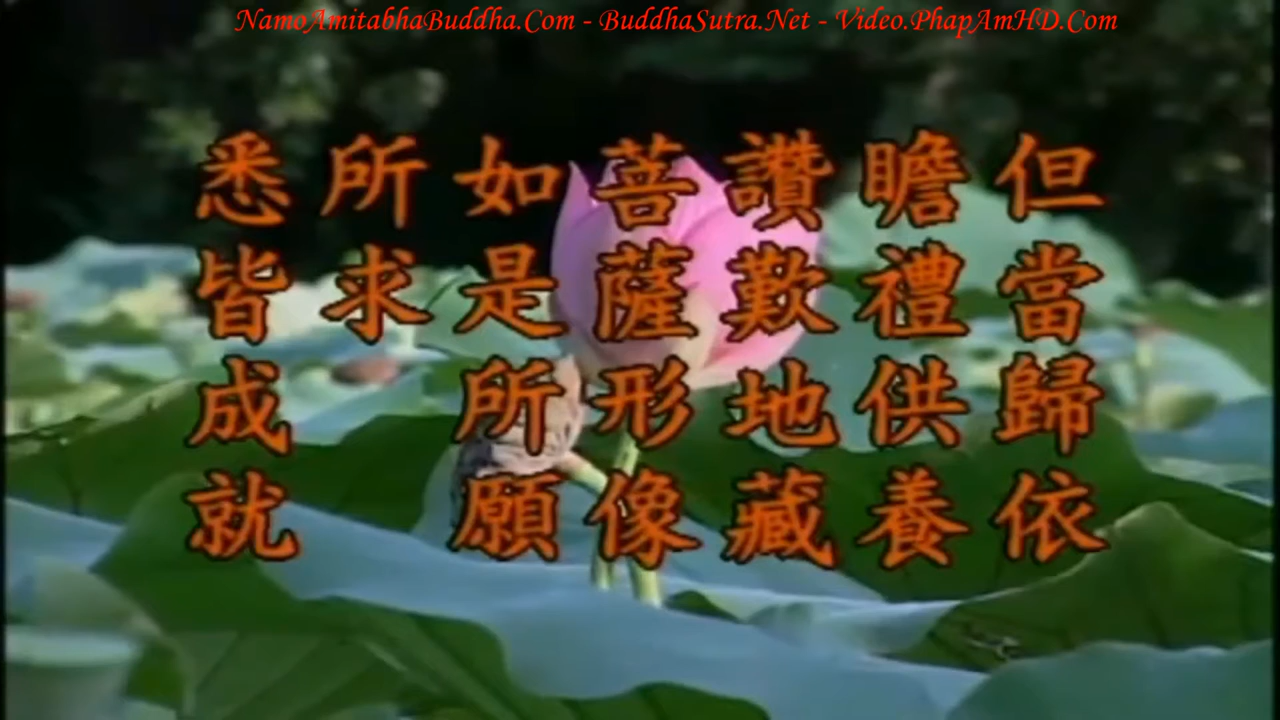 NamoAmitabhaBuddha.Com - BuddhaSutra.Net - Video.PhapAmHD.Com
但當歸依
瞻禮供養
讚歎地藏
菩薩形像
如是所願
所求
悉皆成就